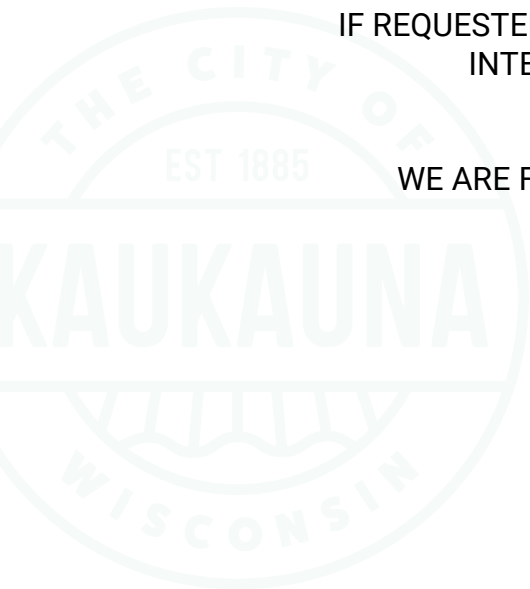 IF REQUESTE
INTE
THE CITY OF
EST 1885
WE ARE F
KAUKAUNA
WISCONSIN